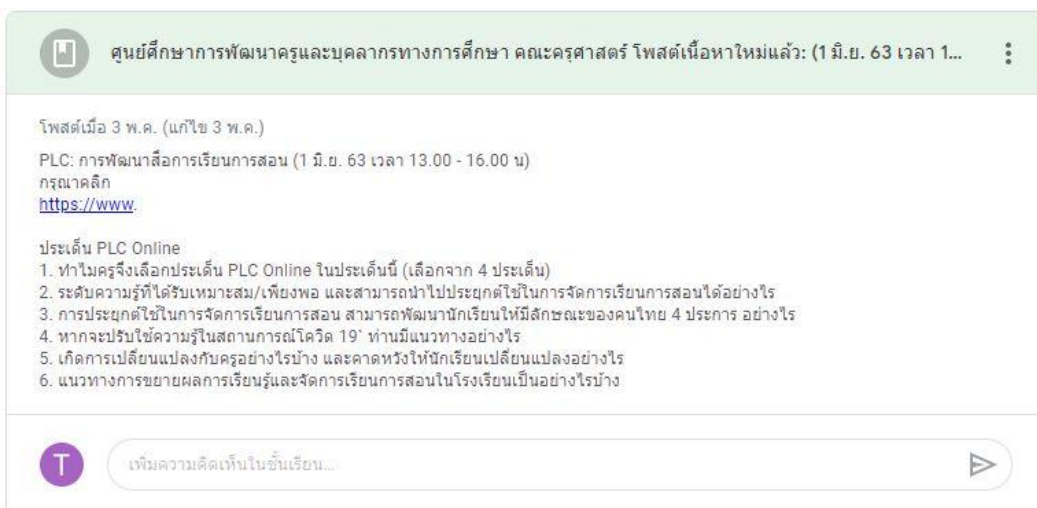 ศูนย์ศึกษาการพัฒนาครูและบุคลากรทางการศึกษา คณะครุศาสตร์ โพสต์เนื้อหาใหม่แล้ว: (1 มิ.ย. 63 เวลา 1...
โพสต์เมื่อ 3 พ.ค. (แก้ไข 3 พ.ค.)
PLC: การพัฒนาสื่อการเรียนการสอน (1 มิ.ย. 63 เวลา 13.00 - 16.00 น)
กรุณาคลิก
https://www.
ประเด็น PLC Online
1. ทำไมครูจึงเลือกประเด็น PLC Online ในประเด็นนี้ (เลือกจาก 4 ประเด็น)
2. ระดับความรู้ที่ได้รับเหมาะสม/เพียงพอ และสามารถนำไปประยุกต์ใช้ในการจัดการเรียนการสอนได้อย่างไร
3. การประยุกต์ใช้ในการจัดการเรียนการสอน สามารถพัฒนานักเรียนให้มีลักษณะของคนไทย 4 ประการ อย่างไร
4. หากจะปรับใช้ความรู้ในสถานการณ์โควิด 19` ท่านมีแนวทางอย่างไร
5. เกิดการเปลี่ยนแปลงกับครูอย่างไรบ้าง และคาดหวังให้นักเรียนเปลี่ยนแปลงอย่างไร
6. แนวทางการขยายผลการเรียนรู้และจัดการเรียนการสอนในโรงเรียนเป็นอย่างไรบ้าง
T
เพิ่มความคิดเห็นในชั้นเรียน...